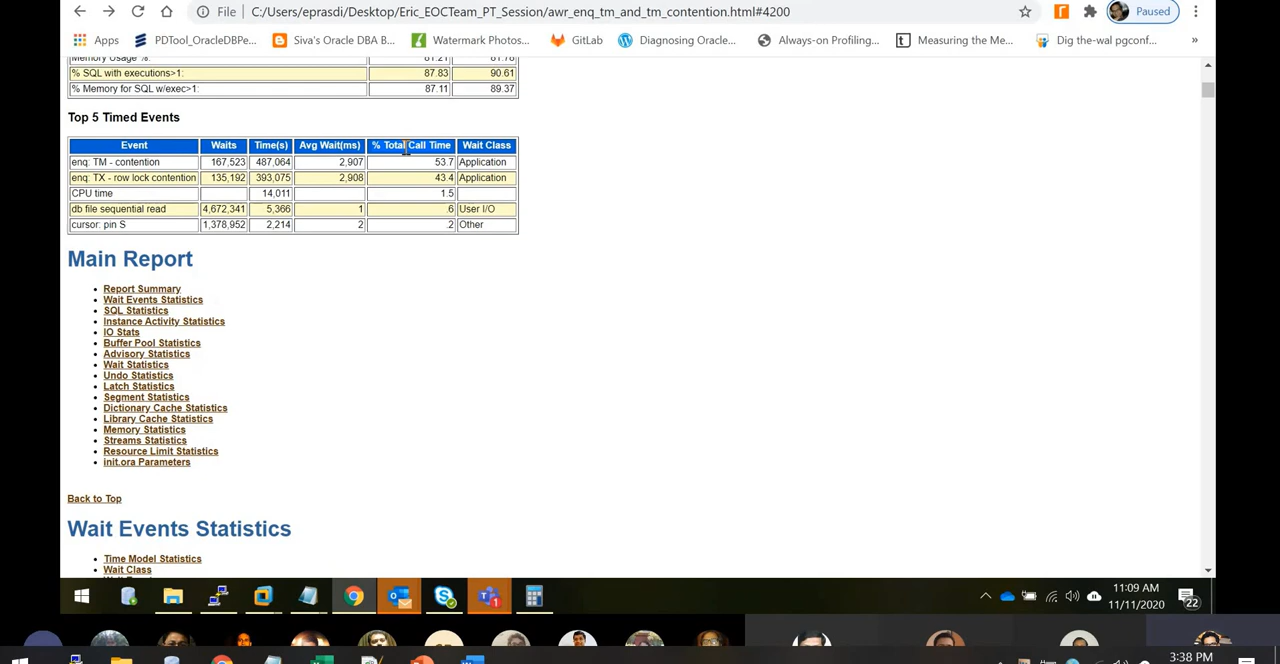 File | C:/Users/eprasdi/Desktop/Eric_EOCTeam_PT_Session/awr_enq_tm_and_tm_contention.html#4200 Paused
Apps PDTool_OracleDBPe... Siva's Oracle DBA B... Watermark Photos... GitLab Diagnosing Oracle... Always-on Profiling... Measuring the Me... Dig the-wal pgconf... »
Memory Usage %: 81.21 81.78
% SQL with executions>1: 87.83 90.61
% Memory for SQL w/exec>1: 87.11 89.37
Top 5 Timed Events
Event Waits Time(s) Avg Wait(ms) % Total Call Time Wait Class
enq: TM - contention 167,523 487,064 2,907 53.7 Application
enq: TX - row lock contention 135,192 393,075 2,908 43.4 Application
CPU time 14,011 1.5
db file sequential read 4,672,341 5,366 1 .6 User I/O
cursor: pin S 1,378,952 2,214 2 .2 Other
Main Report
• Report Summary
• Wait Events Statistics
• SQL Statistics
• Instance Activity Statistics
• IO Stats
• Buffer Pool Statistics
• Advisory Statistics
• Wait Statistics
• Undo Statistics
• Latch Statistics
• Segment Statistics
• Dictionary Cache Statistics
• Library Cache Statistics
• Memory Statistics
• Streams Statistics
• Resource Limit Statistics
• init.ora Parameters
Back to Top
Wait Events Statistics
• Time Model Statistics
• Wait Class
11:09 AM
11/11/2020
22
3:38 PM